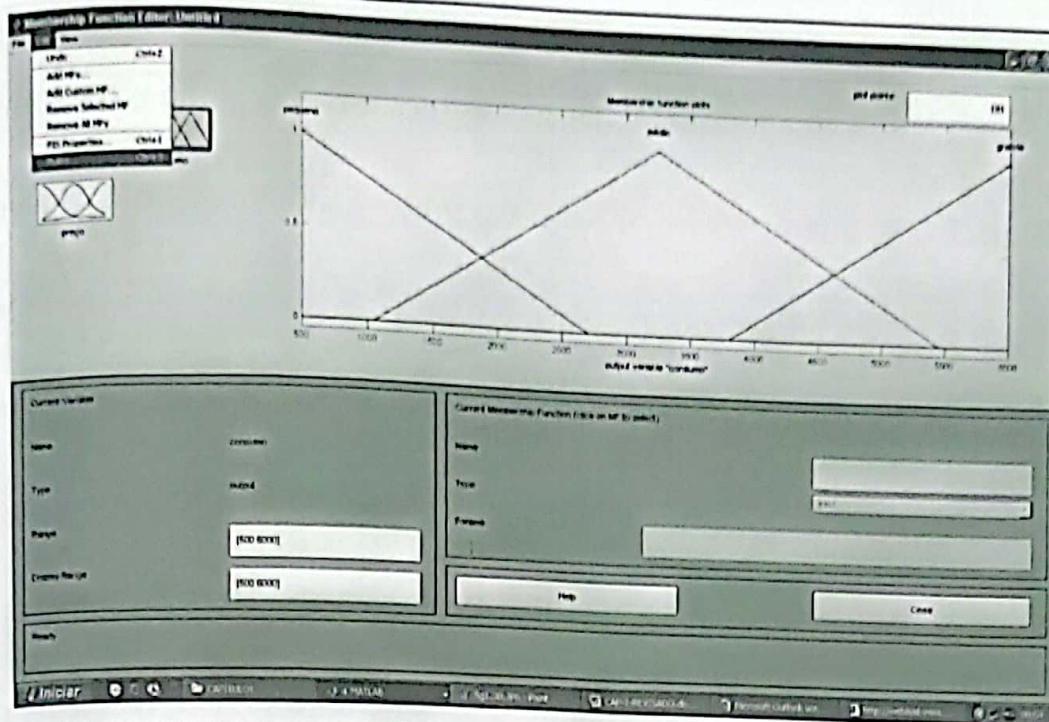 Membership Function Editor: Untitled
File Edit View
Undo Ctrl+Z
Add MFs...
Add Custom MF...
Remove Selected MF
Remove All MFs
FIS Properties... Ctrl+1
preço
Membership function plots
plot points:
181
pequeno
médio
grande
1
0.5
0
500 1000 1500 2000 2500 3000 3500 4000 4500 5000 5500 6000
output variable "consumo"
Current Variable
Name consumo
Type output
Range [500 6000]
Display Range [500 6000]
Current Membership Function (click on MF to select)
Name
Type
Params
Help
Close
Ready
Iniciar
MATLAB
Paint
Microsoft Outlook